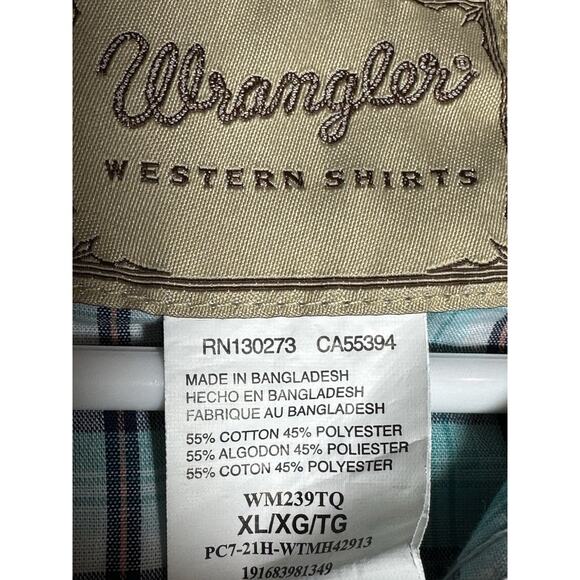 Wrangler®
WESTERN SHIRTS
RN130273 CA55394
MADE IN BANGLADESH
HECHO EN BANGLADESH
FABRIQUE AU BANGLADESH
55% COTTON 45% POLYESTER
55% ALGODON 45% POLIESTER
55% COTON 45% POLYESTER
WM239TQ
XL/XG/TG
PC7-21H-WTMH42913
191683981349